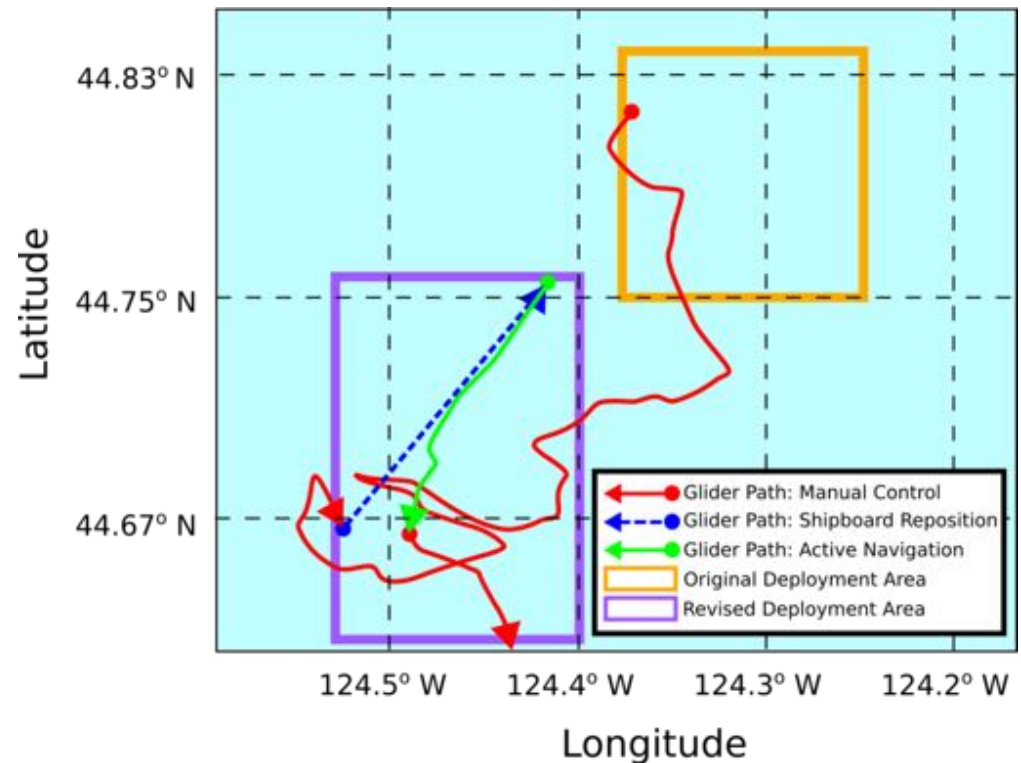 Latitude
44.83° N
44.75° N
44.67° N
Glider Path: Manual Control
Glider Path: Shipboard Reposition
Glider Path: Active Navigation
Original Deployment Area
Revised Deployment Area
124.5° W
124.4° W
124.3° W
124.2° W
Longitude